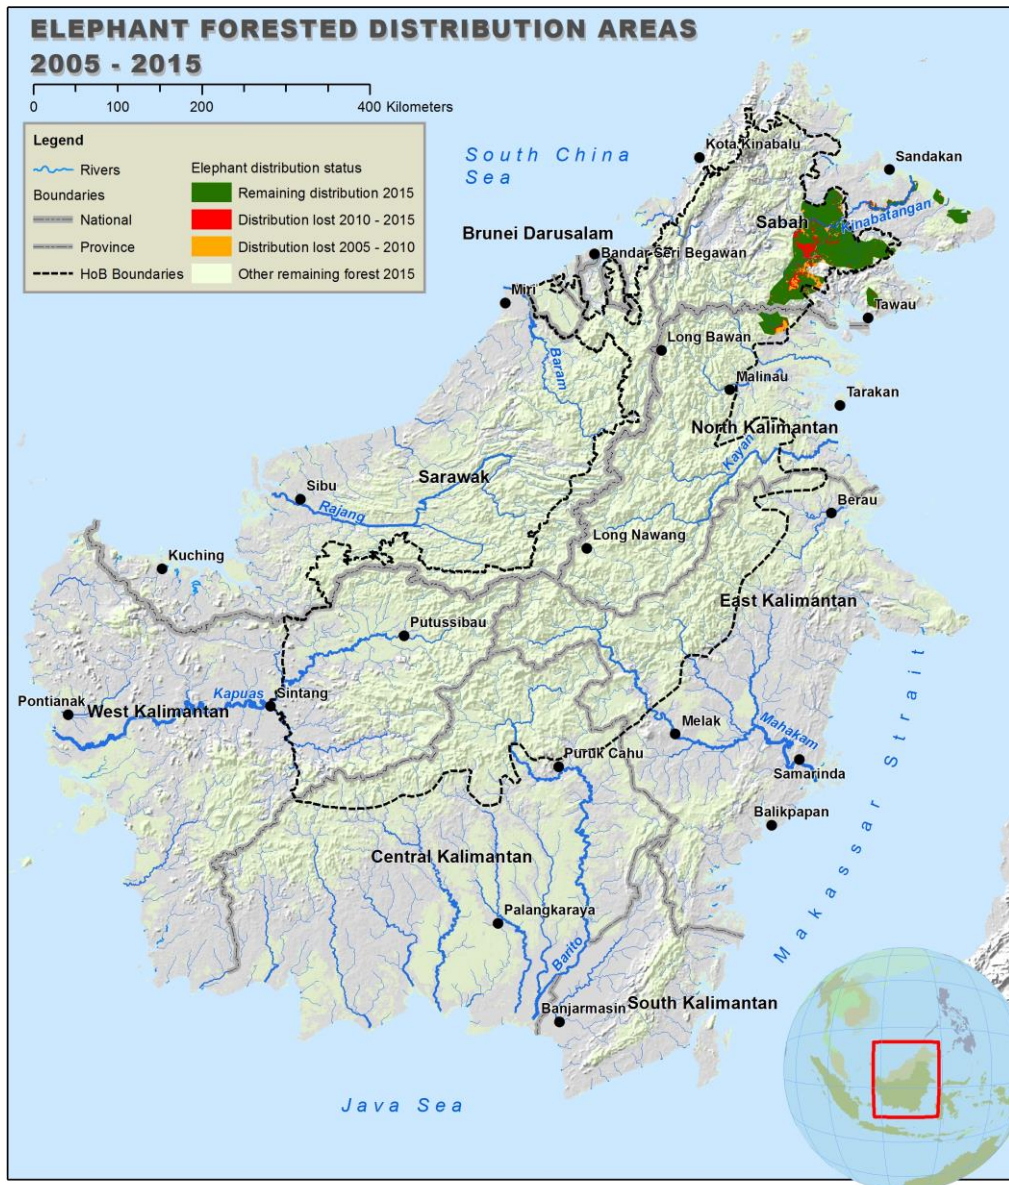 ELEPHANT FORESTED DISTRIBUTION AREAS
2005 - 2015
0 100 200 400 Kilometers
Legend
Rivers
Boundaries
National
Province
HoB Boundaries
Elephant distribution status
Remaining distribution 2015
Distribution lost 2010 - 2015
Distribution lost 2005 - 2010
Other remaining forest 2015
South China
Sea
Kota Kinabalu
Sandakan
Sabah
Kinabatangan
Brunei Darusalam
Bandar Seri Begawan
Miri
Tawau
Baram
Long Bawan
Malinau
Tarakan
North Kalimantan
Kayan
Sarawak
Sibu
Rajang
Berau
Long Nawang
Kuching
East Kalimantan
Putussibau
Kapuas
Sintang
Pontianak
West Kalimantan
Melak
Mahakam
Puruk Cahu
Samarinda
Makassar Strait
Balikpapan
Central Kalimantan
Palangkaraya
Barito
South Kalimantan
Banjarmasin
Java Sea